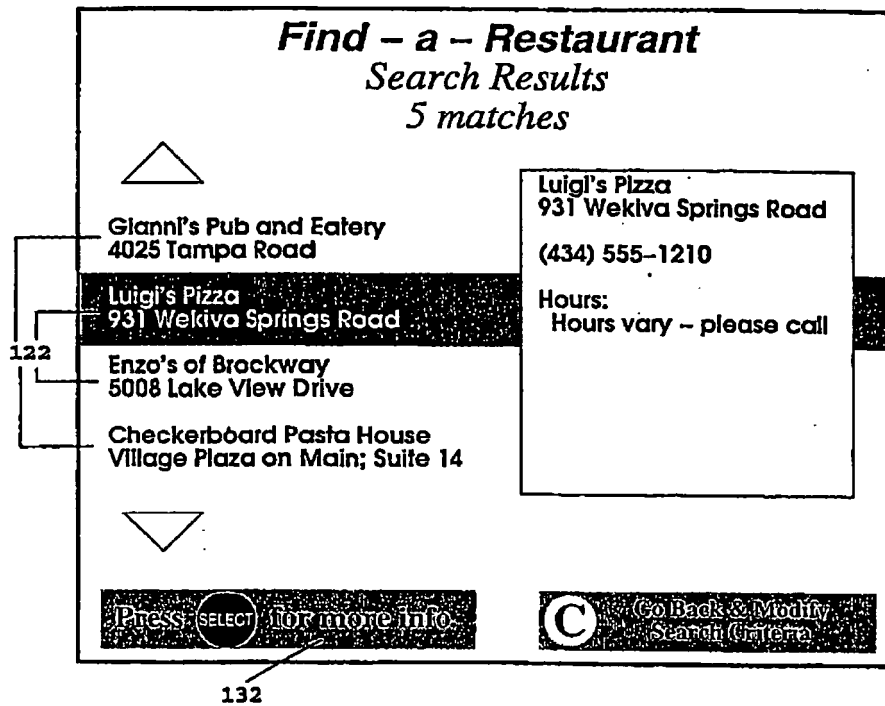 Find – a – Restaurant
Search Results
5 matches
Gianni's Pub and Eatery
4025 Tampa Road
Luigi's Pizza
931 Wekiva Springs Road
Enzo's of Brockway
5008 Lake View Drive
Checkerboard Pasta House
Village Plaza on Main; Suite 14
Luigi's Pizza
931 Wekiva Springs Road
(434) 555–1210
Hours:
Hours vary – please call
122
Press SELECT for more info.
C Go Back & Modify
Search Criteria
132